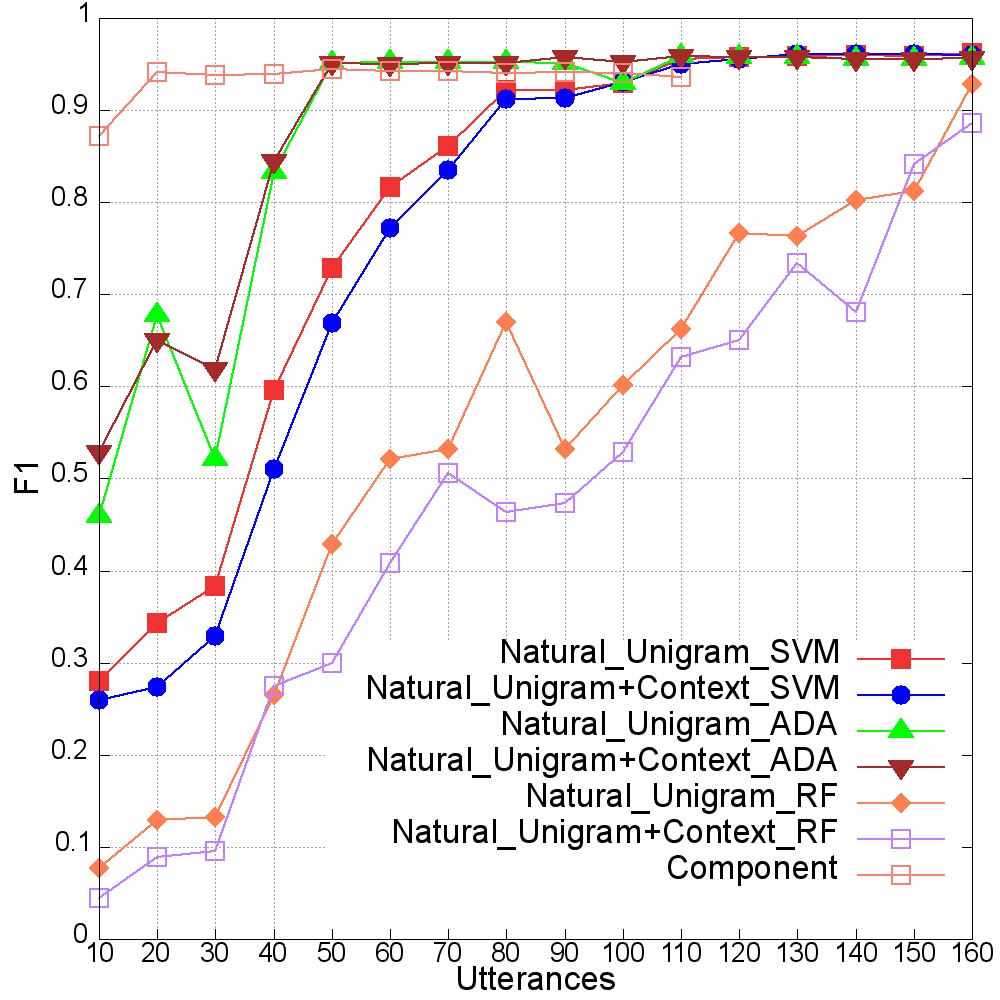 1
0.9
0.8
0.7
0.6
0.5
0.4
0.3
0.2
0.1
0
F1
Natural_Unigram_SVM
Natural_Unigram+Context_SVM
Natural_Unigram_ADA
Natural_Unigram+Context_ADA
Natural_Unigram_RF
Natural_Unigram+Context_RF
Component
10 20 30 40 50 60 70 80 90 100 110 120 130 140 150 160
Utterances